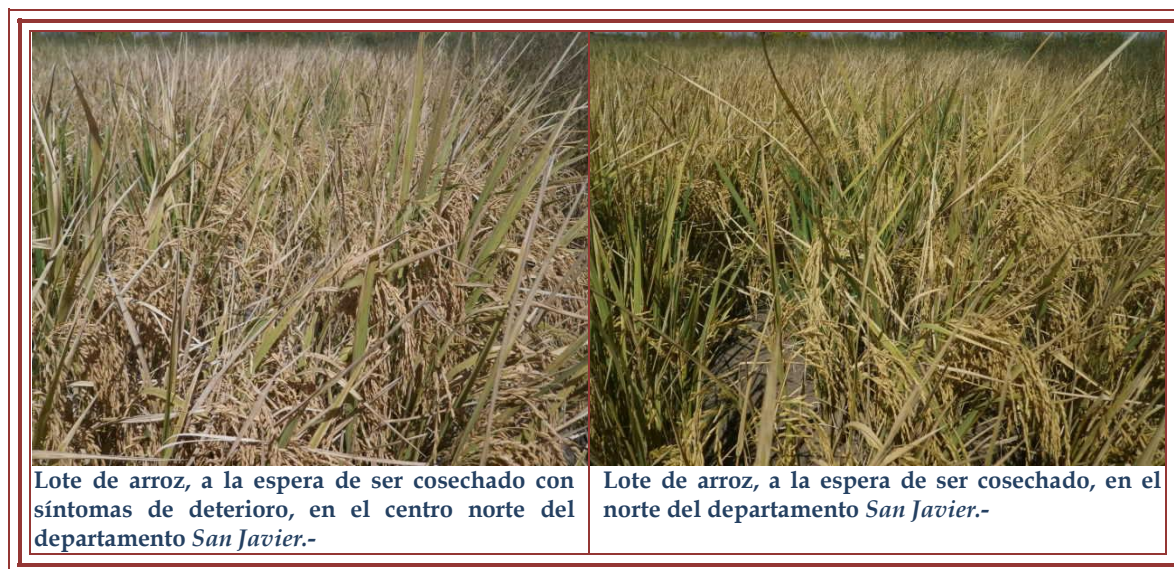 Lote de arroz, a la espera de ser cosechado con
síntomas de deterioro, en el centro norte del
departamento San Javier.-
Lote de arroz, a la espera de ser cosechado, en el
norte del departamento San Javier.-